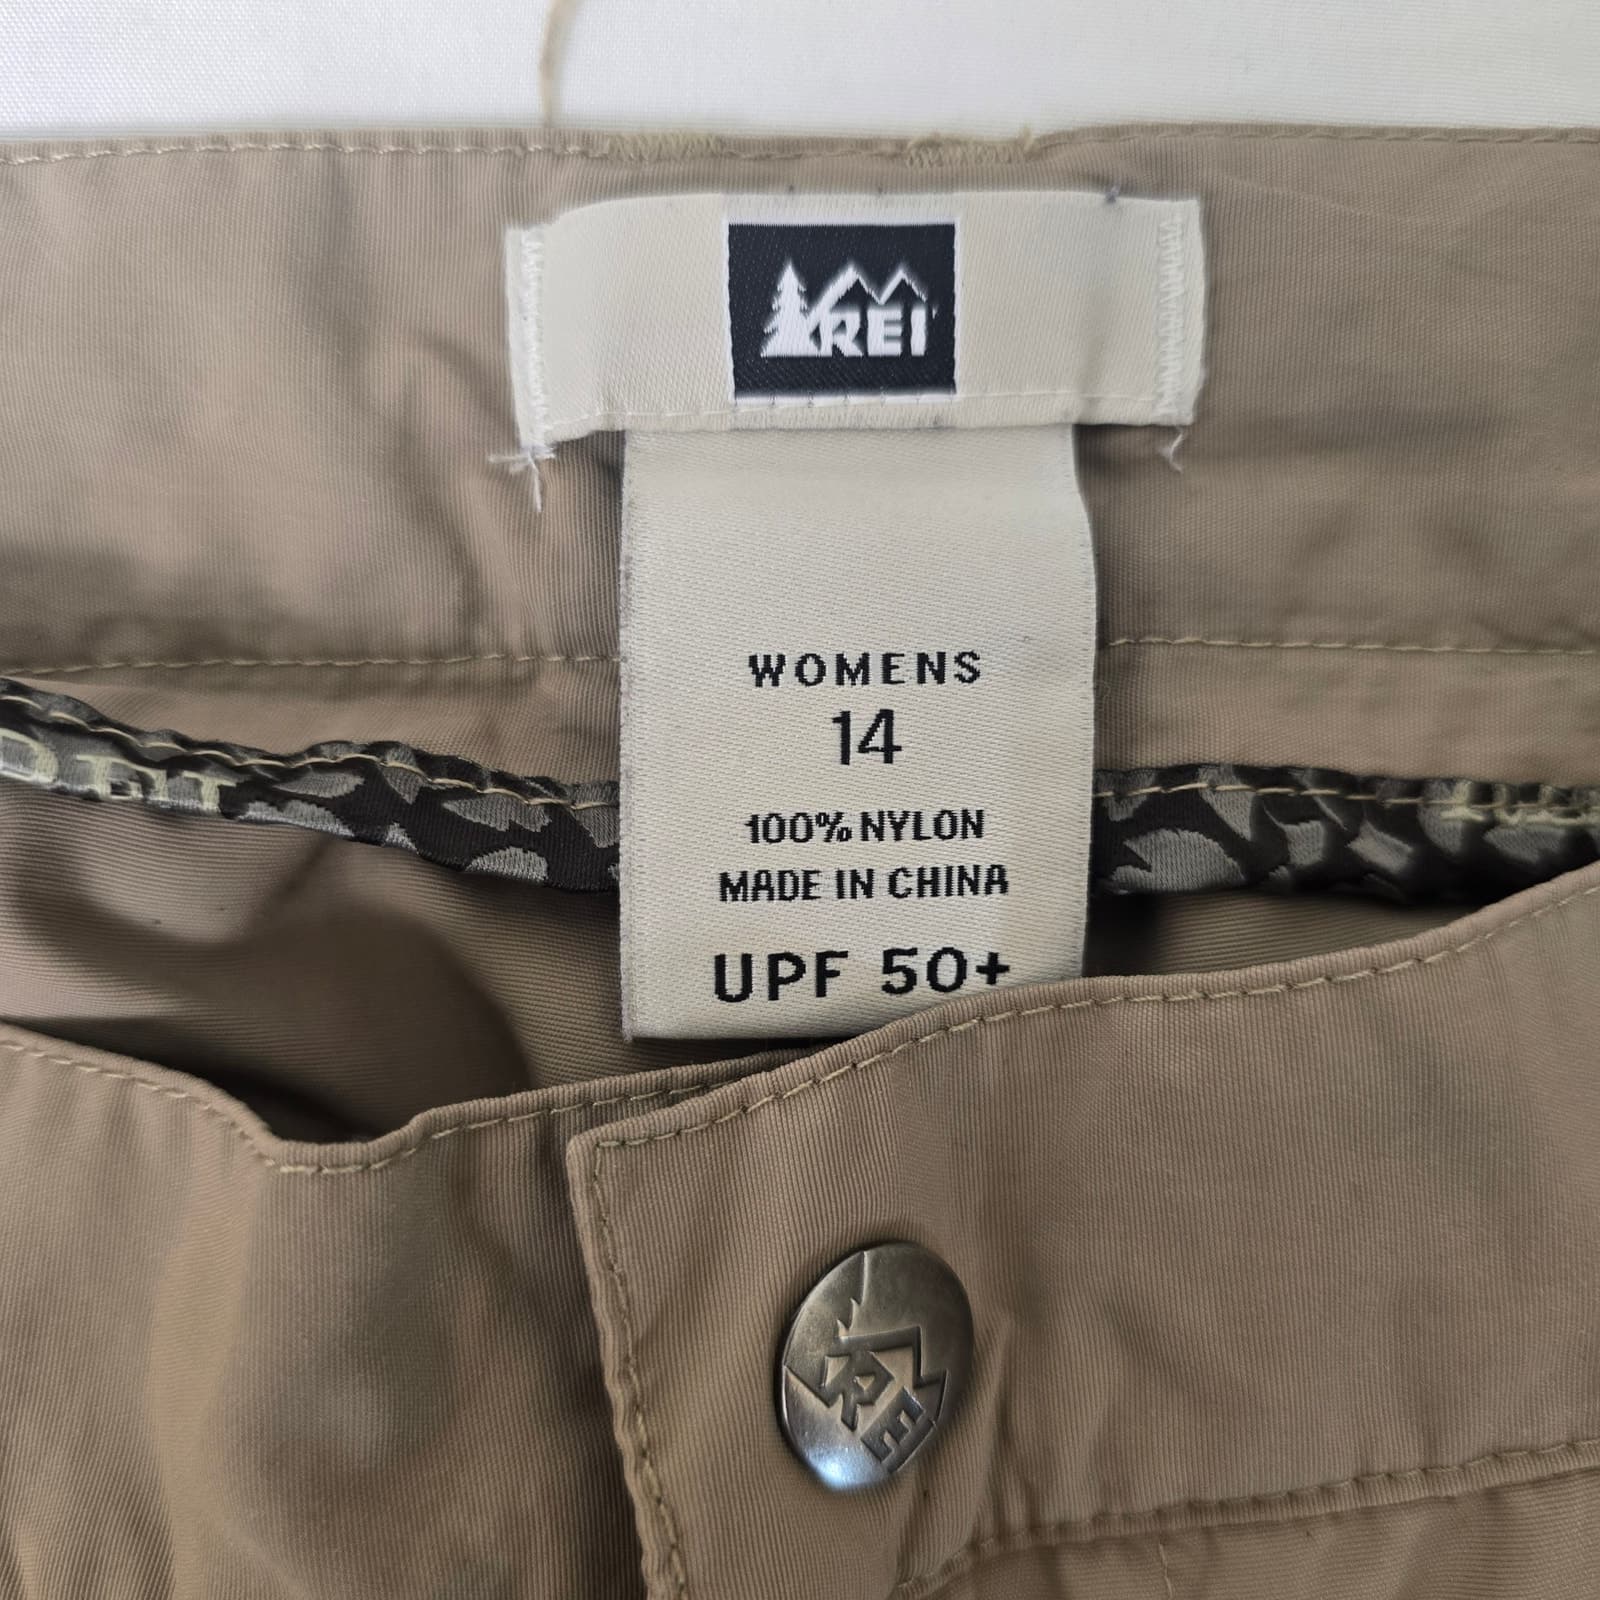 REI
WOMENS
14
100% NYLON
MADE IN CHINA
UPF 50+
REI